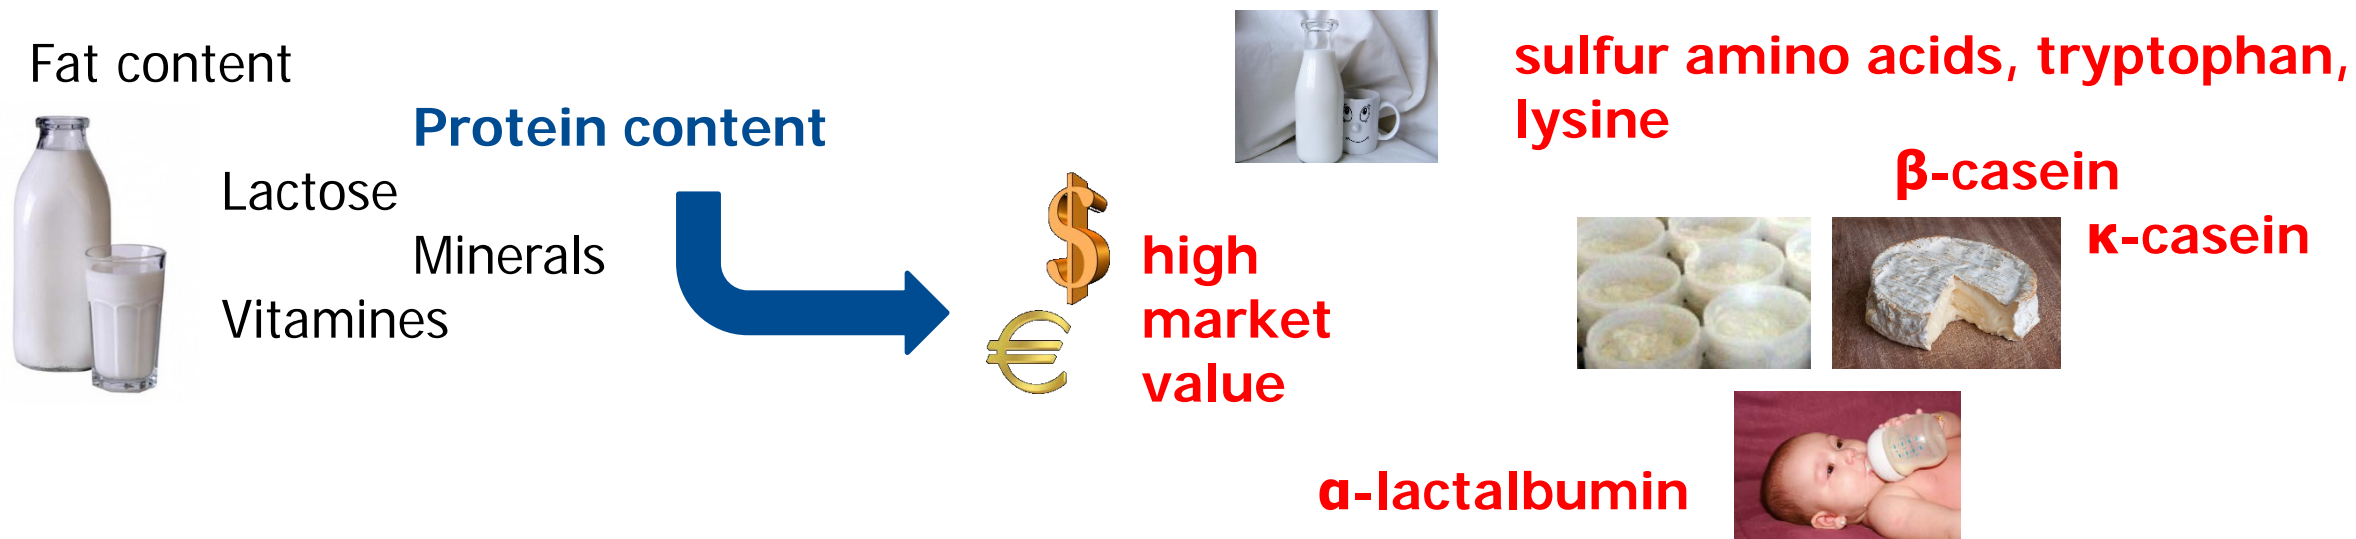 Fat content
Protein content
Lactose
Minerals
Vitamines
$
€
high
market
value
sulfur amino acids, tryptophan,
lysine
β-casein
κ-casein
α-lactalbumin